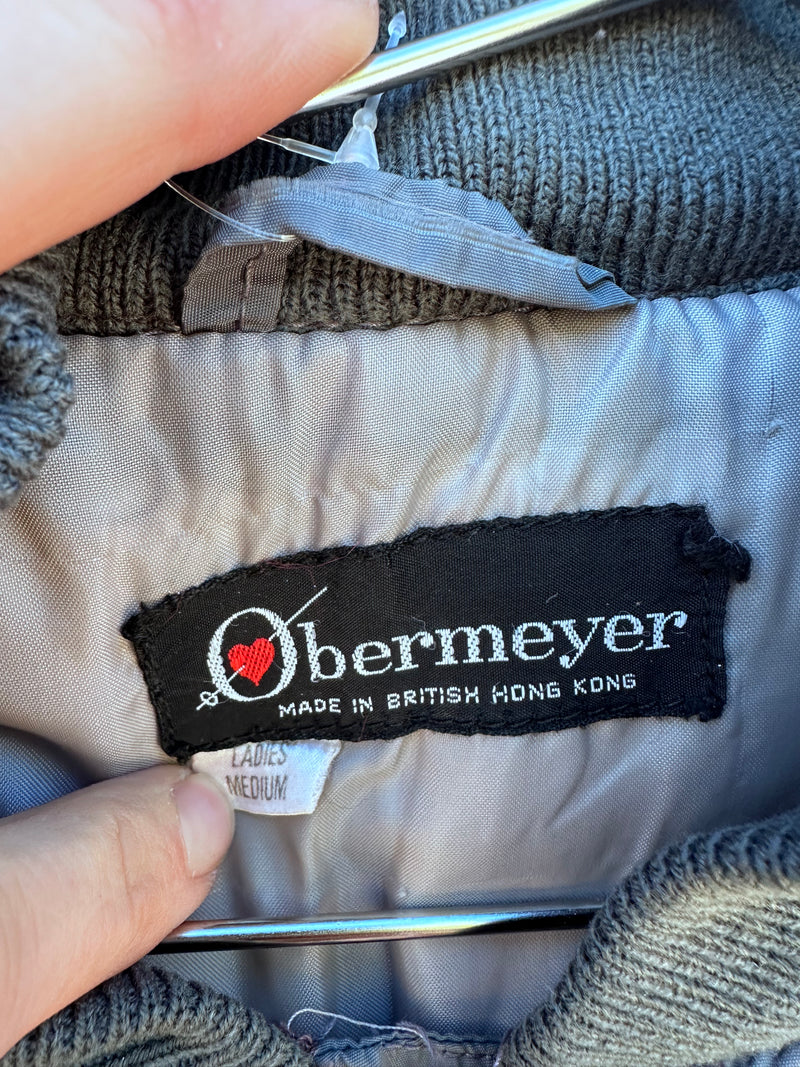 Obermeyer
MADE IN BRITISH HONG KONG
LADIES
MEDIUM